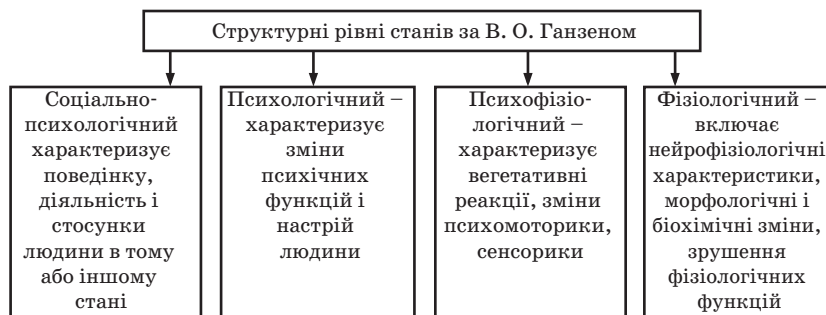 Структурні рівні станів за В. О. Ганзеном
Соціально-
психологічний
характеризує
поведінку,
діяльність і
стосунки
людини в тому
або іншому
стані
Психологічний –
характеризує
зміни
психічних
функцій і
настрій
людини
Психофізіо-
логічний –
характеризує
вегетативні
реакції, зміни
психомоторики,
сенсорики
Фізіологічний –
включає
нейрофізіологічні
характеристики,
морфологічні і
біохімічні зміни,
зрушення
фізіологічних
функцій